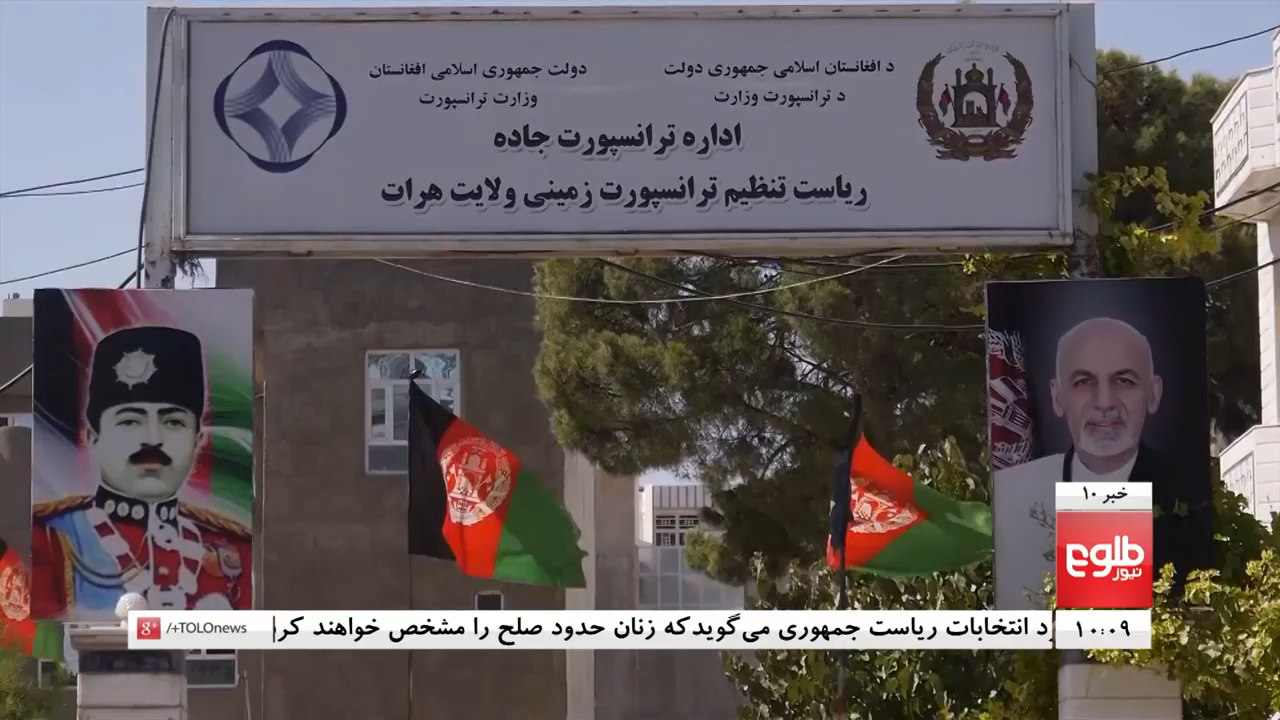 د افغانستان اسلامی جمهوری دولت
دولت جمهوری اسلامی افغانستان
د ترانسپورت وزارت
وزارت ترانسپورت
اداره ترانسپورت جاده
ریاست تنظیم ترانسپورت زمینی ولایت هرات
خبر ۱۰
طلوع
نیوز
۱۰:۰۹
د انتخابات ریاست جمهوری می‌گویدکه زنان حدود صلح را مشخص خواهند کر
g+ /+TOLOnews